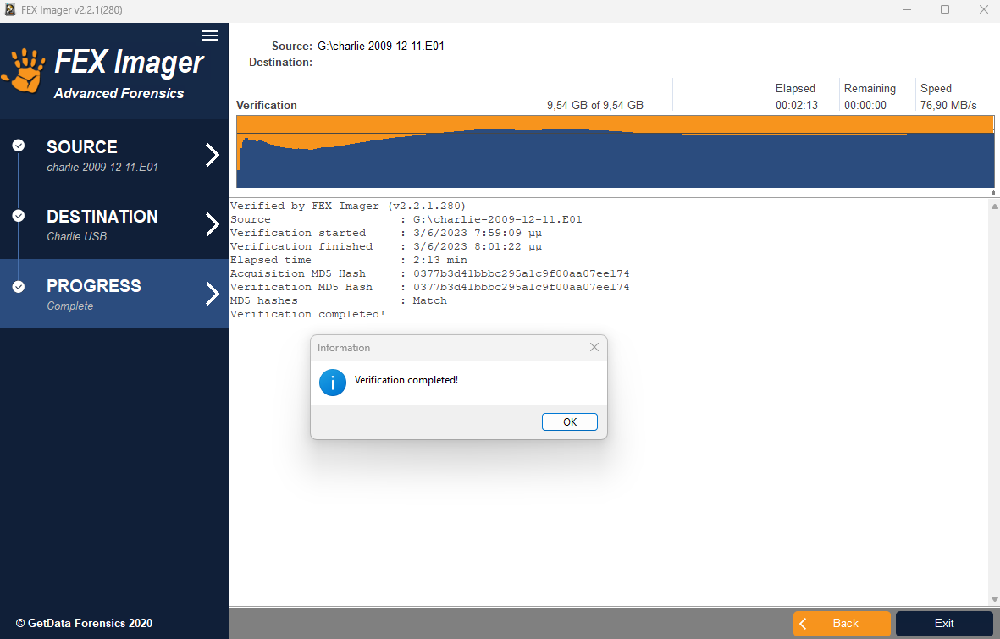 FEX Imager v2.2.1(280)
FEX Imager
Advanced Forensics
SOURCE
charlie-2009-12-11.E01
DESTINATION
Charlie USB
PROGRESS
Complete
© GetData Forensics 2020
Source: G:\charlie-2009-12-11.E01
Destination:
Verification 9,54 GB of 9,54 GB
Elapsed
00:02:13
Remaining
00:00:00
Speed
76,90 MB/s
Verified by FEX Imager (v2.2.1.280)
Source : G:\charlie-2009-12-11.E01
Verification started : 3/6/2023 7:59:09 μμ
Verification finished : 3/6/2023 8:01:22 μμ
Elapsed time : 2:13 min
Acquisition MD5 Hash : 0377b3d41bbbc295a1c9f00aa07ee174
Verification MD5 Hash : 0377b3d41bbbc295a1c9f00aa07ee174
MD5 hashes : Match
Verification completed!
Information
Verification completed!
OK
Back
Exit